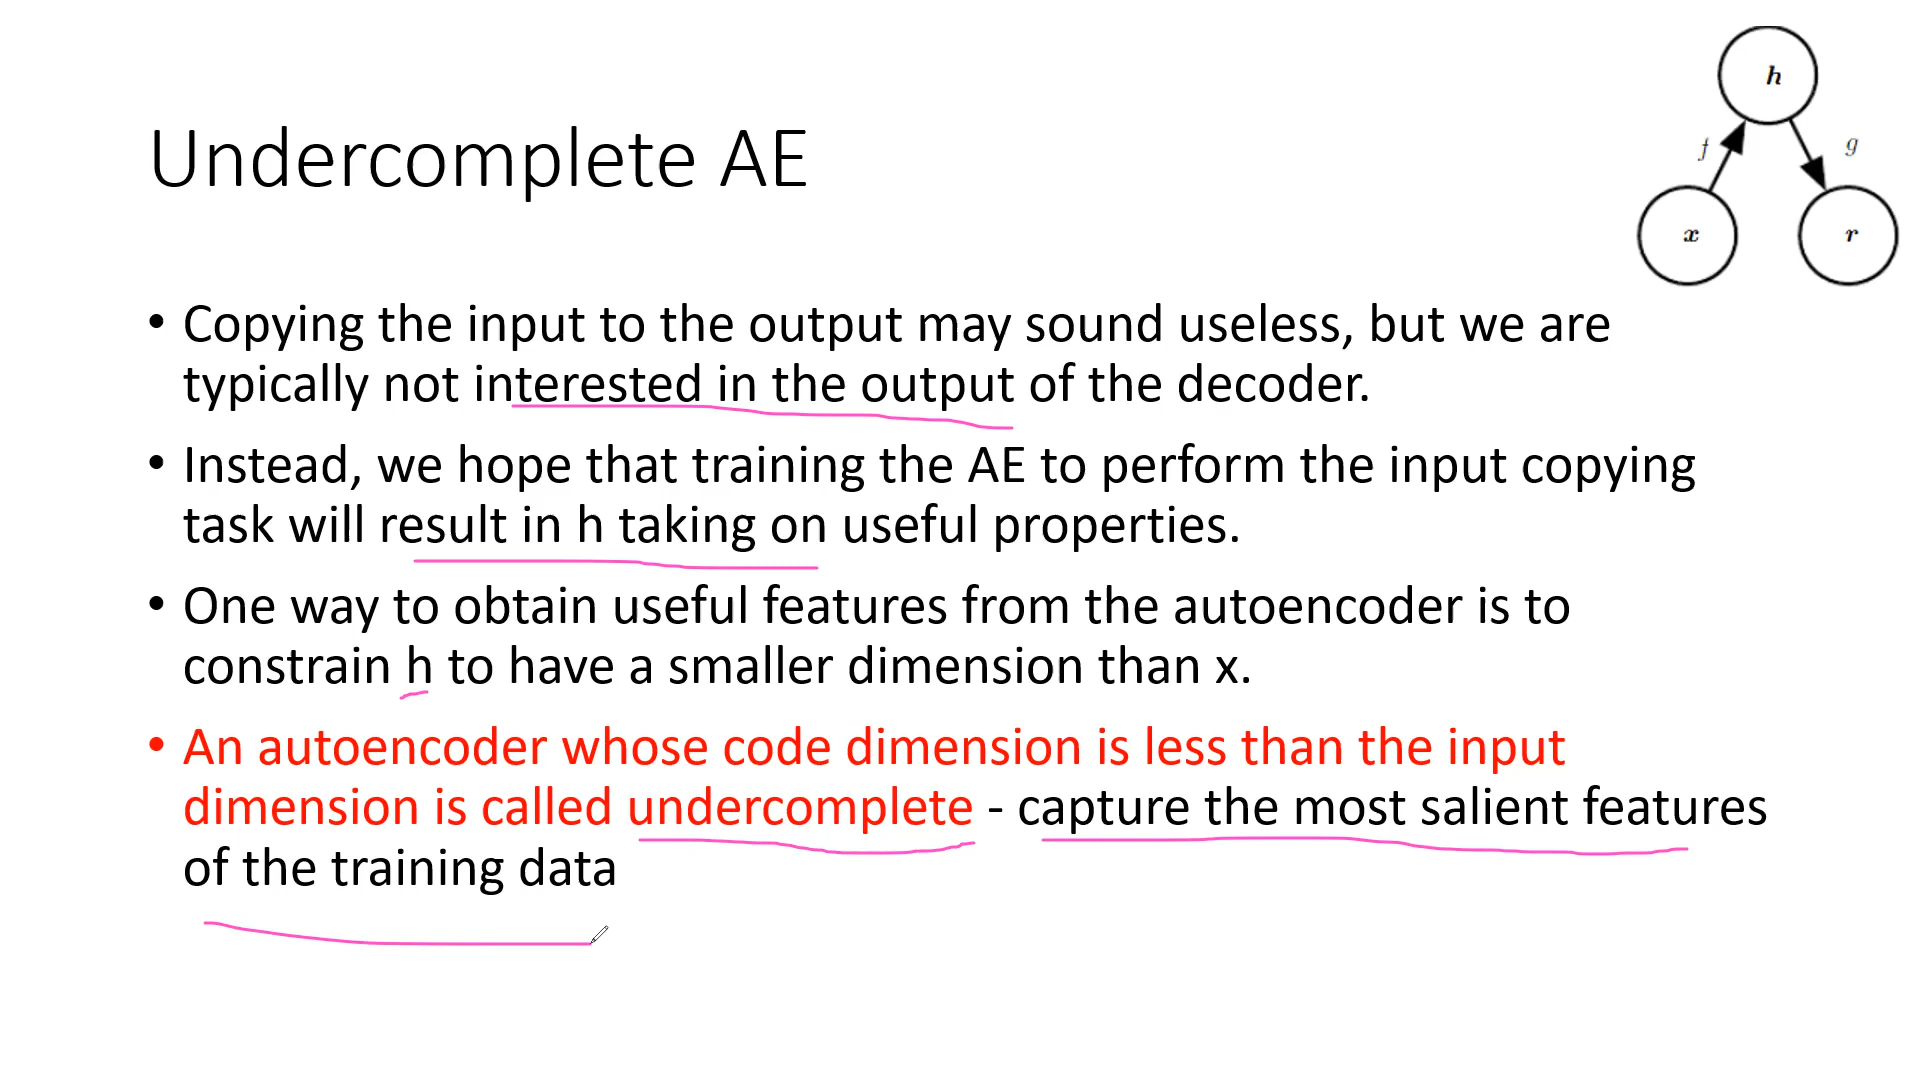 h
f
g
x
r
Undercomplete AE
• Copying the input to the output may sound useless, but we are
typically not interested in the output of the decoder.
• Instead, we hope that training the AE to perform the input copying
task will result in h taking on useful properties.
• One way to obtain useful features from the autoencoder is to
constrain h to have a smaller dimension than x.
• An autoencoder whose code dimension is less than the input
dimension is called undercomplete - capture the most salient features
of the training data